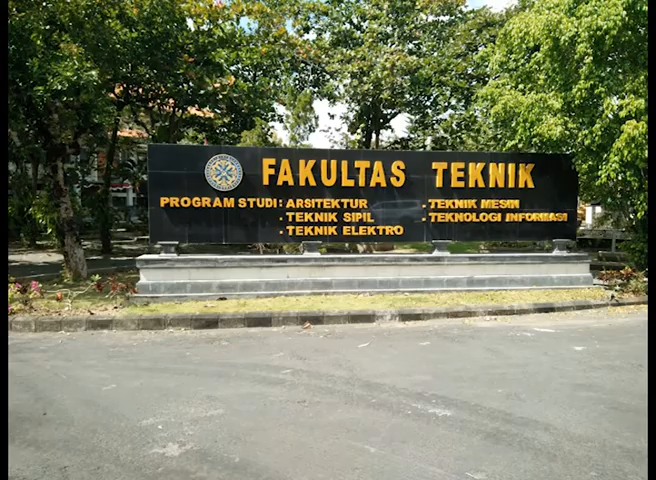 FAKULTAS TEKNIK
PROGRAM STUDI : ARSITEKTUR . TEKNIK MESIN
. TEKNIK SIPIL . TEKNOLOGI INFORMASI
. TEKNIK ELEKTRO